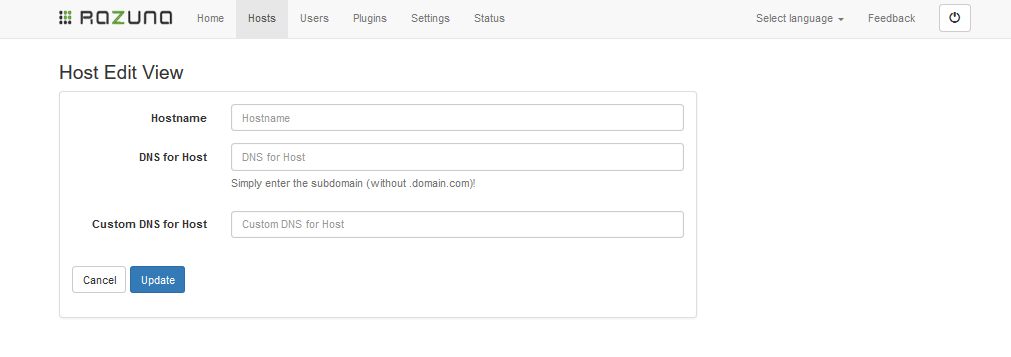 RAZUNA Home Hosts Users Plugins Settings Status Select language Feedback
Host Edit View
Hostname Hostname
DNS for Host DNS for Host
Simply enter the subdomain (without .domain.com)!
Custom DNS for Host Custom DNS for Host
Cancel Update